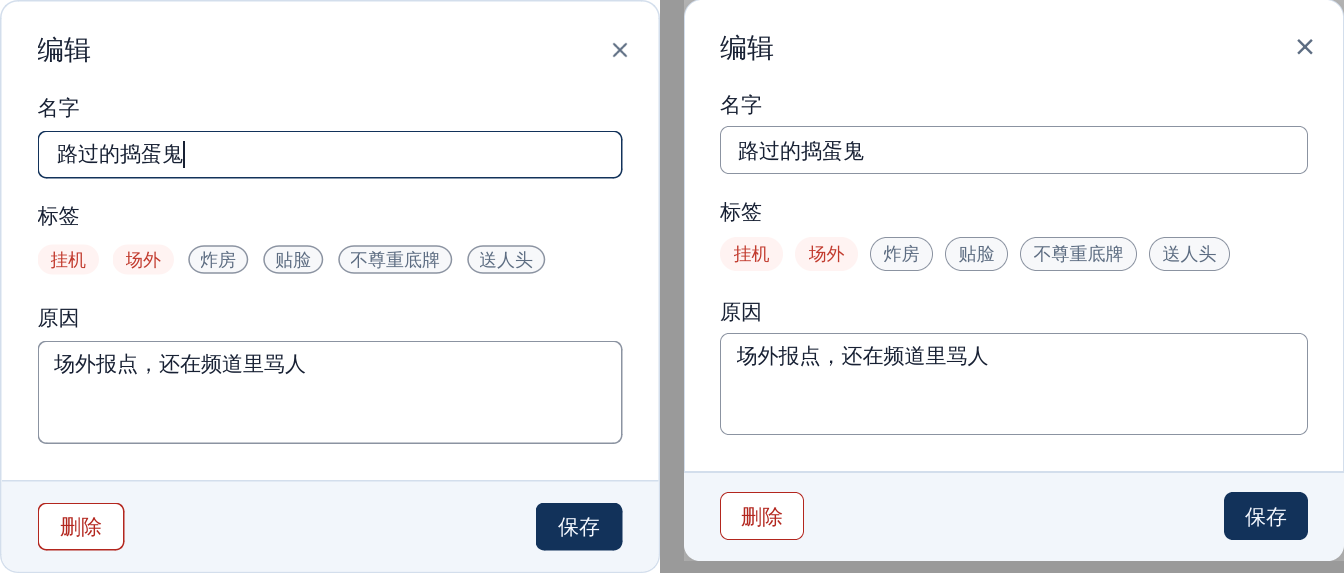 编辑
名字
路过的捣蛋鬼
标签
挂机 场外 炸房 贴脸 不尊重底牌 送人头
原因
场外报点，还在频道里骂人
删除 保存
编辑
名字
路过的捣蛋鬼
标签
挂机 场外 炸房 贴脸 不尊重底牌 送人头
原因
场外报点，还在频道里骂人
删除 保存